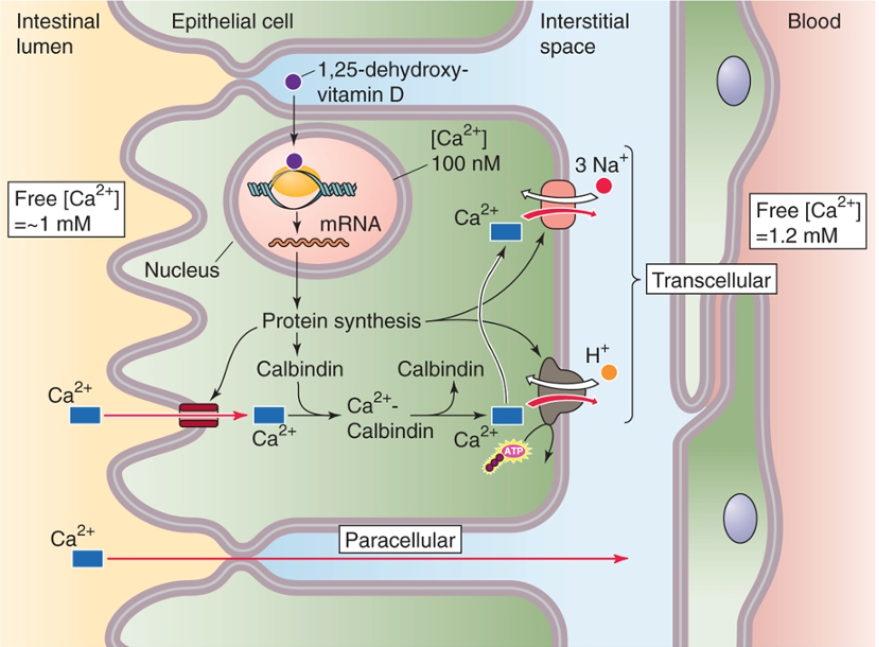 Intestinal
lumen
Epithelial cell
Interstitial
space
Blood
1,25-dehydroxy-
vitamin D
[Ca²⁺]
100 nM
3 Na⁺
Free [Ca²⁺]
=~1 mM
Ca²⁺
mRNA
Free [Ca²⁺]
=1.2 mM
Nucleus
Transcellular
Protein synthesis
H⁺
Calbindin
Calbindin
Ca²⁺
Ca²⁺
Ca²⁺-
Calbindin
Ca²⁺
ATP
Ca²⁺
Paracellular